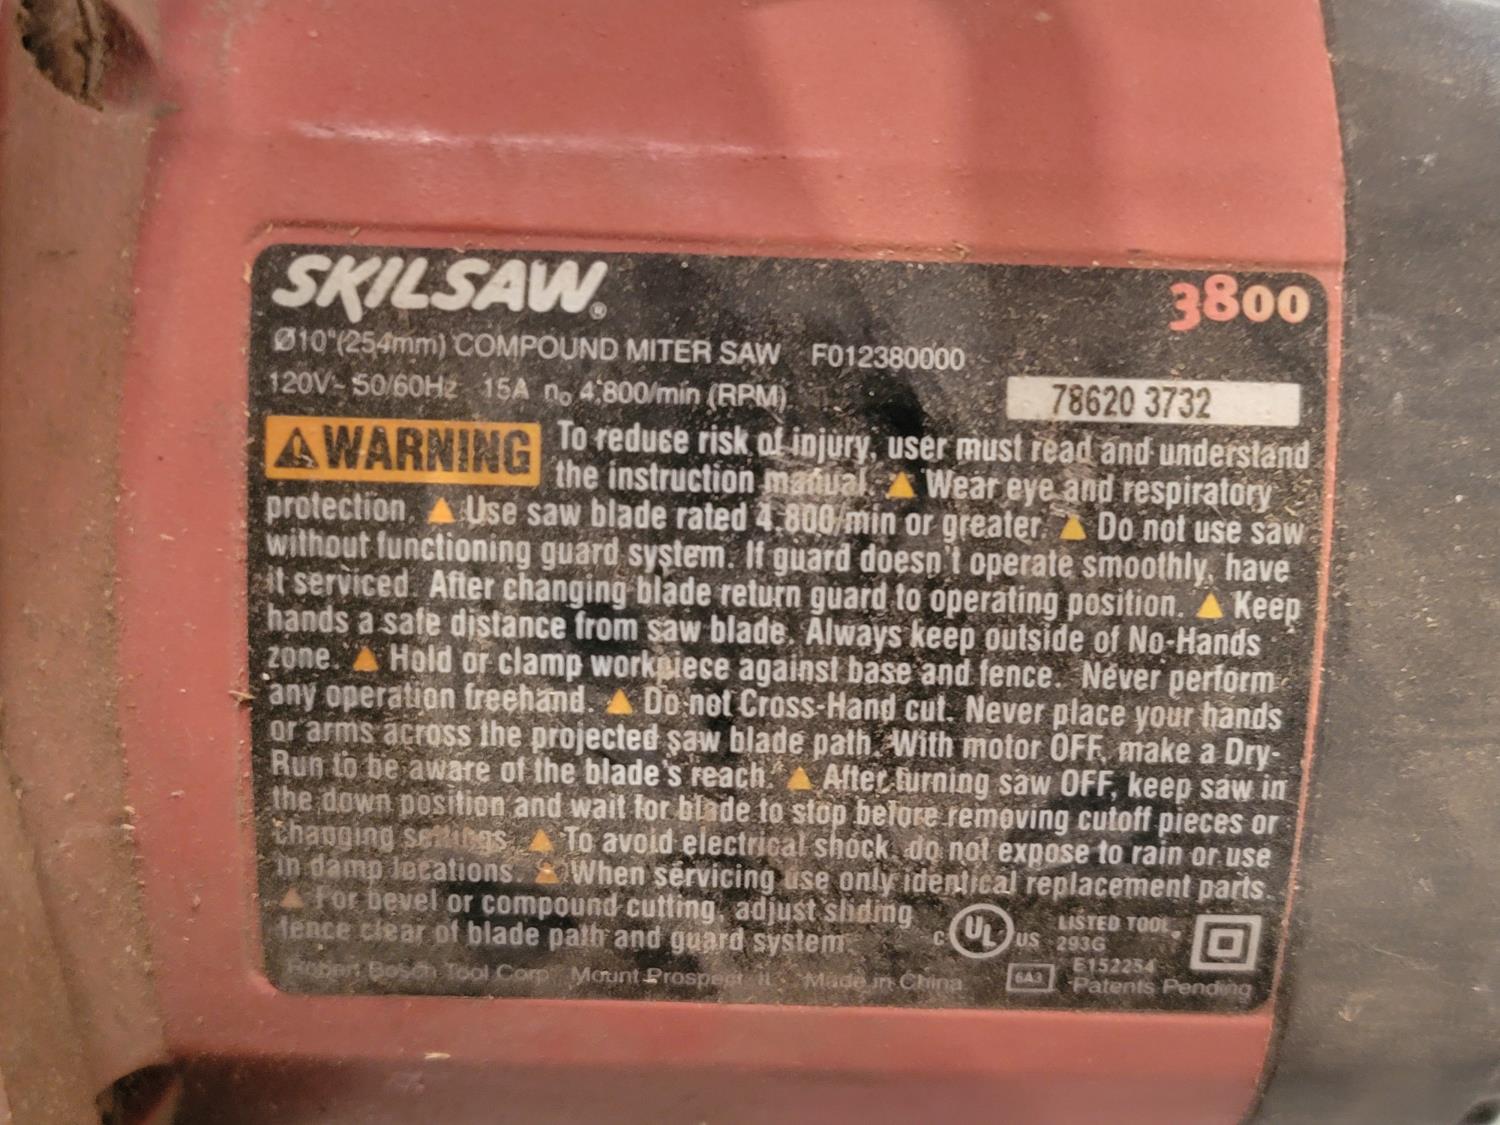 SKILSAW®
3800
Ø10"(254mm) COMPOUND MITER SAW F012380000
120V~ 50/60Hz 15A n₀ 4,800/min (RPM)
78620 3732
⚠WARNING To reduce risk of injury, user must read and understand
the instruction manual. ▲ Wear eye and respiratory
protection. ▲ Use saw blade rated 4,800/min or greater. ▲ Do not use saw
without functioning guard system. If guard doesn't operate smoothly, have
it serviced. After changing blade return guard to operating position. ▲ Keep
hands a safe distance from saw blade. Always keep outside of No-Hands
zone. ▲ Hold or clamp workpiece against base and fence. Never perform
any operation freehand. ▲ Do not Cross-Hand cut. Never place your hands
or arms across the projected saw blade path. With motor OFF, make a Dry-
Run to be aware of the blade's reach. ▲ After turning saw OFF, keep saw in
the down position and wait for blade to stop before removing cutoff pieces or
changing settings. ▲ To avoid electrical shock, do not expose to rain or use
in damp locations. ▲ When servicing use only identical replacement parts.
▲ For bevel or compound cutting, adjust sliding
fence clear of blade path and guard system.
c UL US LISTED TOOL
293G
E152254
Robert Bosch Tool Corp. Mount Prospect Il Made in China 6A3 Patents Pending